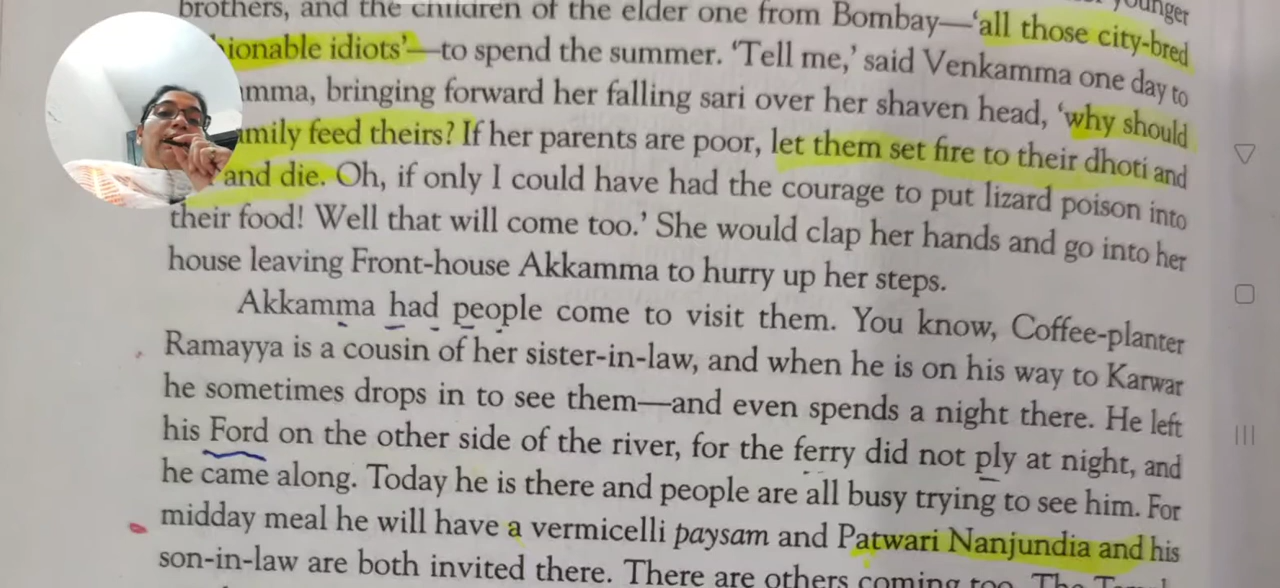 brothers, and the children of the elder one from Bombay—‘all those city-bred younger
ionable idiots’—to spend the summer. ‘Tell me,’ said Venkamma one day to
amma, bringing forward her falling sari over her shaven head, ‘why should
amily feed theirs? If her parents are poor, let them set fire to their dhoti and
and die. Oh, if only I could have had the courage to put lizard poison into
their food! Well that will come too.’ She would clap her hands and go into her
house leaving Front-house Akkamma to hurry up her steps.
Akkamma had people come to visit them. You know, Coffee-planter
Ramayya is a cousin of her sister-in-law, and when he is on his way to Karwar
he sometimes drops in to see them—and even spends a night there. He left
his Ford on the other side of the river, for the ferry did not ply at night, and
he came along. Today he is there and people are all busy trying to see him. For
midday meal he will have a vermicelli paysam and Patwari Nanjundia and his
son-in-law are both invited there. There are others coming too. The